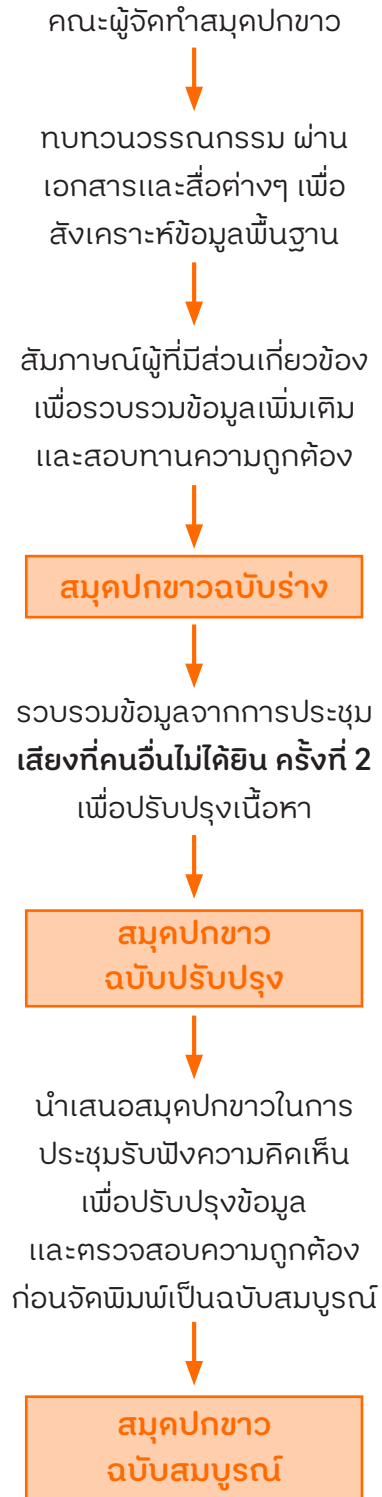 คณะผู้จัดทำสมุดปกขาว
ทบทวนวรรณกรรม ผ่าน
เอกสารและสื่อต่างๆ เพื่อ
สังเคราะห์ข้อมูลพื้นฐาน
สัมภาษณ์ผู้ที่มีส่วนเกี่ยวข้อง
เพื่อรวบรวมข้อมูลเพิ่มเติม
และสอบทานความถูกต้อง
สมุดปกขาวฉบับร่าง
รวบรวมข้อมูลจากการประชุม
เสียงที่คนอื่นไม่ได้ยิน ครั้งที่ 2
เพื่อปรับปรุงเนื้อหา
สมุดปกขาว
ฉบับปรับปรุง
นำเสนอสมุดปกขาวในการ
ประชุมรับฟังความคิดเห็น
เพื่อปรับปรุงข้อมูล
และตรวจสอบความถูกต้อง
ก่อนจัดพิมพ์เป็นฉบับสมบูรณ์
สมุดปกขาว
ฉบับสมบูรณ์